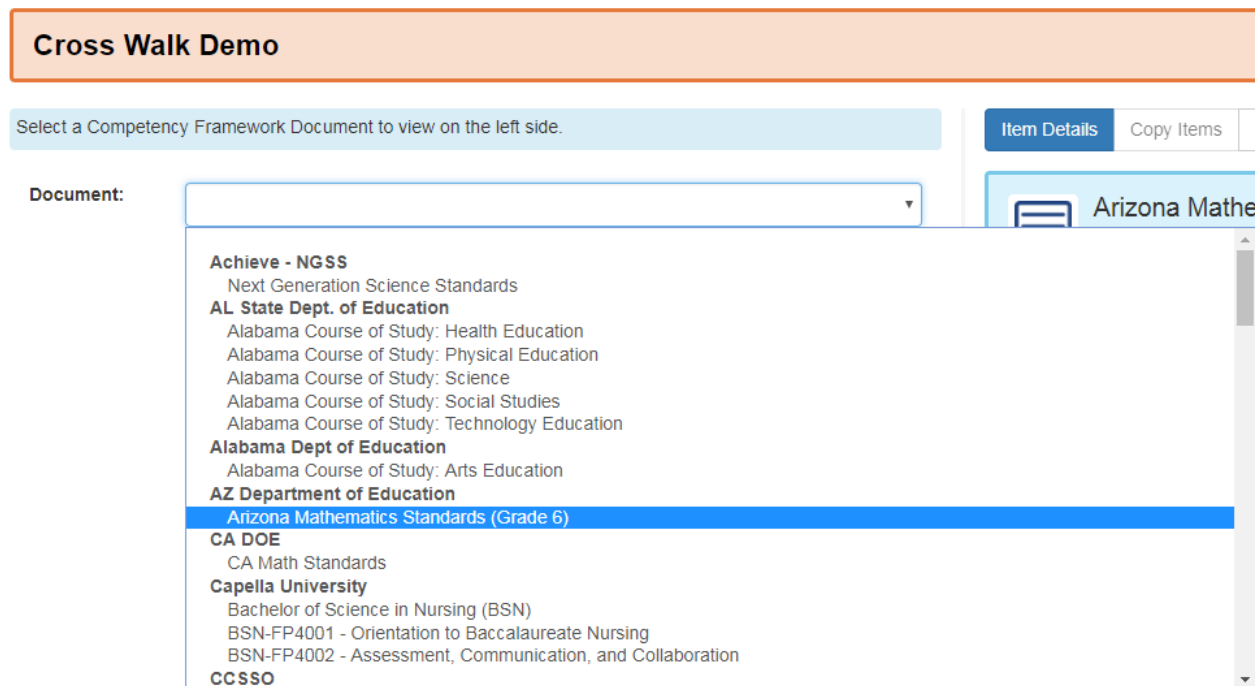 Cross Walk Demo
Select a Competency Framework Document to view on the left side.
Item Details Copy Items
Document:
Arizona Mathe
Achieve - NGSS
Next Generation Science Standards
AL State Dept. of Education
Alabama Course of Study: Health Education
Alabama Course of Study: Physical Education
Alabama Course of Study: Science
Alabama Course of Study: Social Studies
Alabama Course of Study: Technology Education
Alabama Dept of Education
Alabama Course of Study: Arts Education
AZ Department of Education
Arizona Mathematics Standards (Grade 6)
CA DOE
CA Math Standards
Capella University
Bachelor of Science in Nursing (BSN)
BSN-FP4001 - Orientation to Baccalaureate Nursing
BSN-FP4002 - Assessment, Communication, and Collaboration
CCSSO